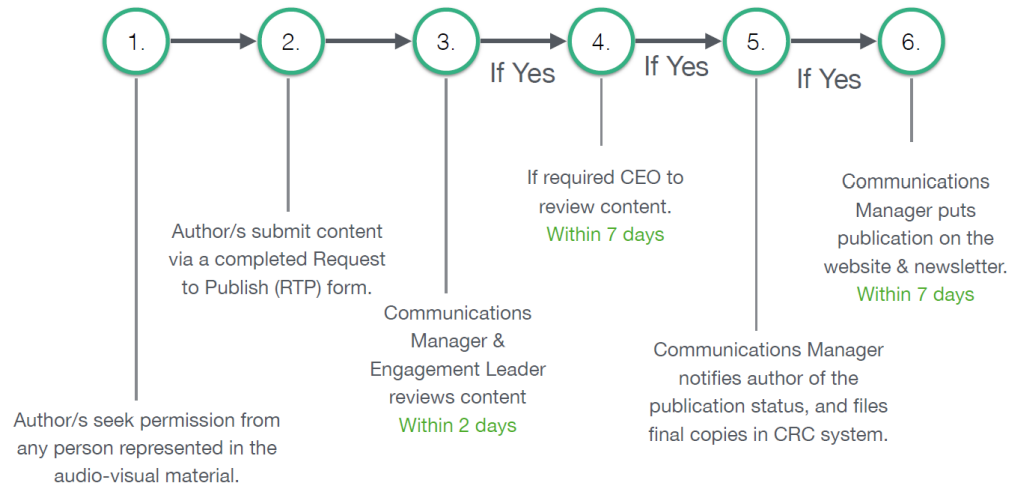 1.
2.
3.
4.
5.
6.
If Yes
If Yes
If Yes
Author/s seek permission from
any person represented in the
audio-visual material.
Author/s submit content
via a completed Request
to Publish (RTP) form.
Communications
Manager &
Engagement Leader
reviews content
Within 2 days
If required CEO to
review content.
Within 7 days
Communications Manager
notifies author of the
publication status, and files
final copies in CRC system.
Communications
Manager puts
publication on the
website & newsletter.
Within 7 days